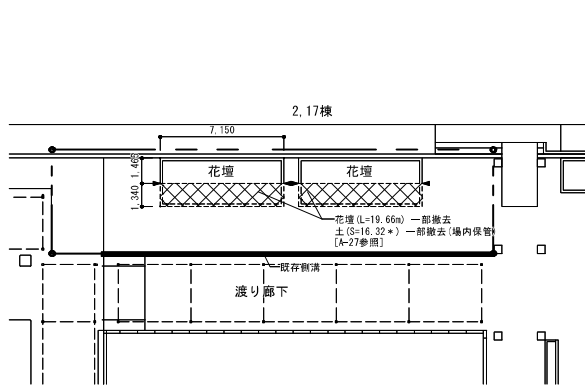 2,17棟
7,150
1,466
1,340
花壇
花壇
花壇(L=19.66m) 一部撤去
土(S=16.32*) 一部撤去(場内保管)
[A-27参照]
既存側溝
渡り廊下